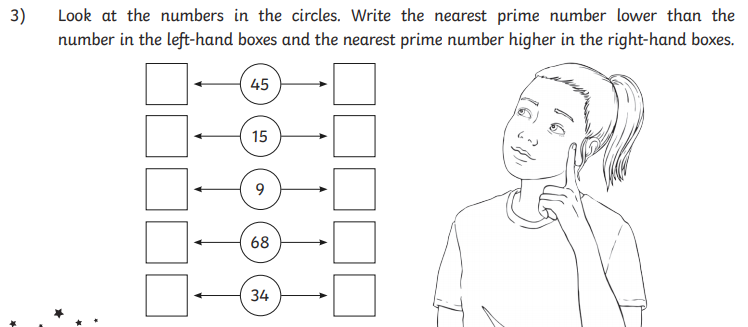 3) Look at the numbers in the circles. Write the nearest prime number lower than the
number in the left-hand boxes and the nearest prime number higher in the right-hand boxes.
45
15
9
68
34